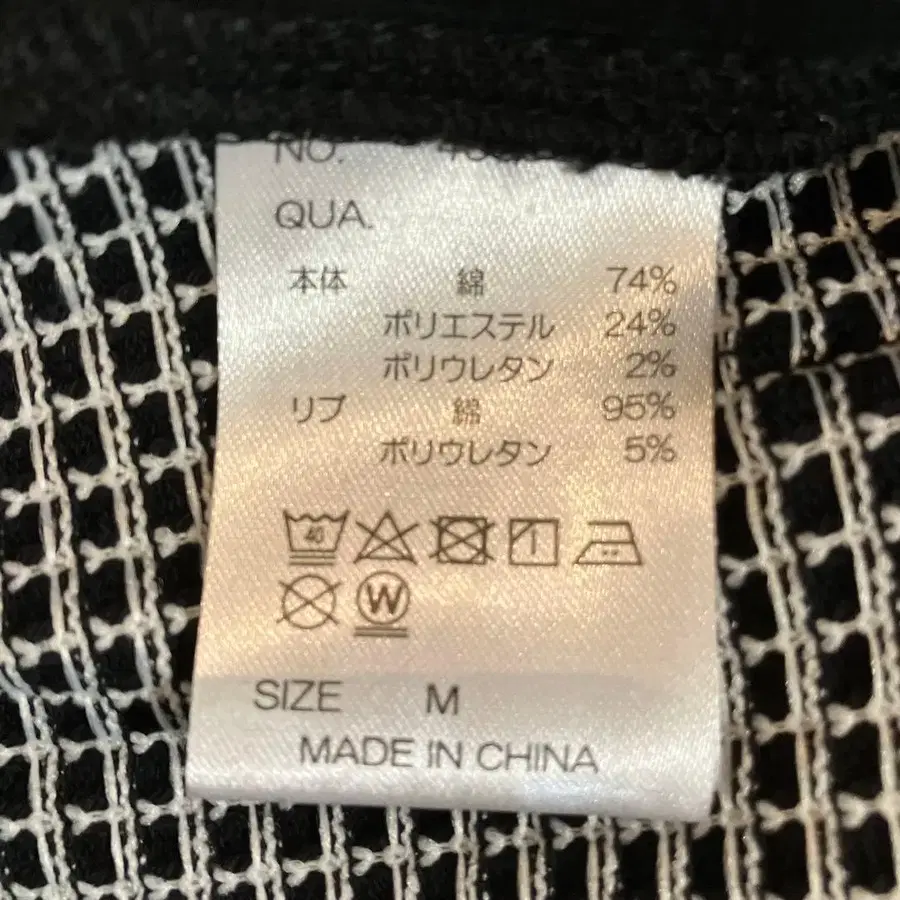 NO.
QUA.
本体 綿 74%
ポリエステル 24%
ポリウレタン 2%
リブ 綿 95%
ポリウレタン 5%
40
W
SIZE M
MADE IN CHINA